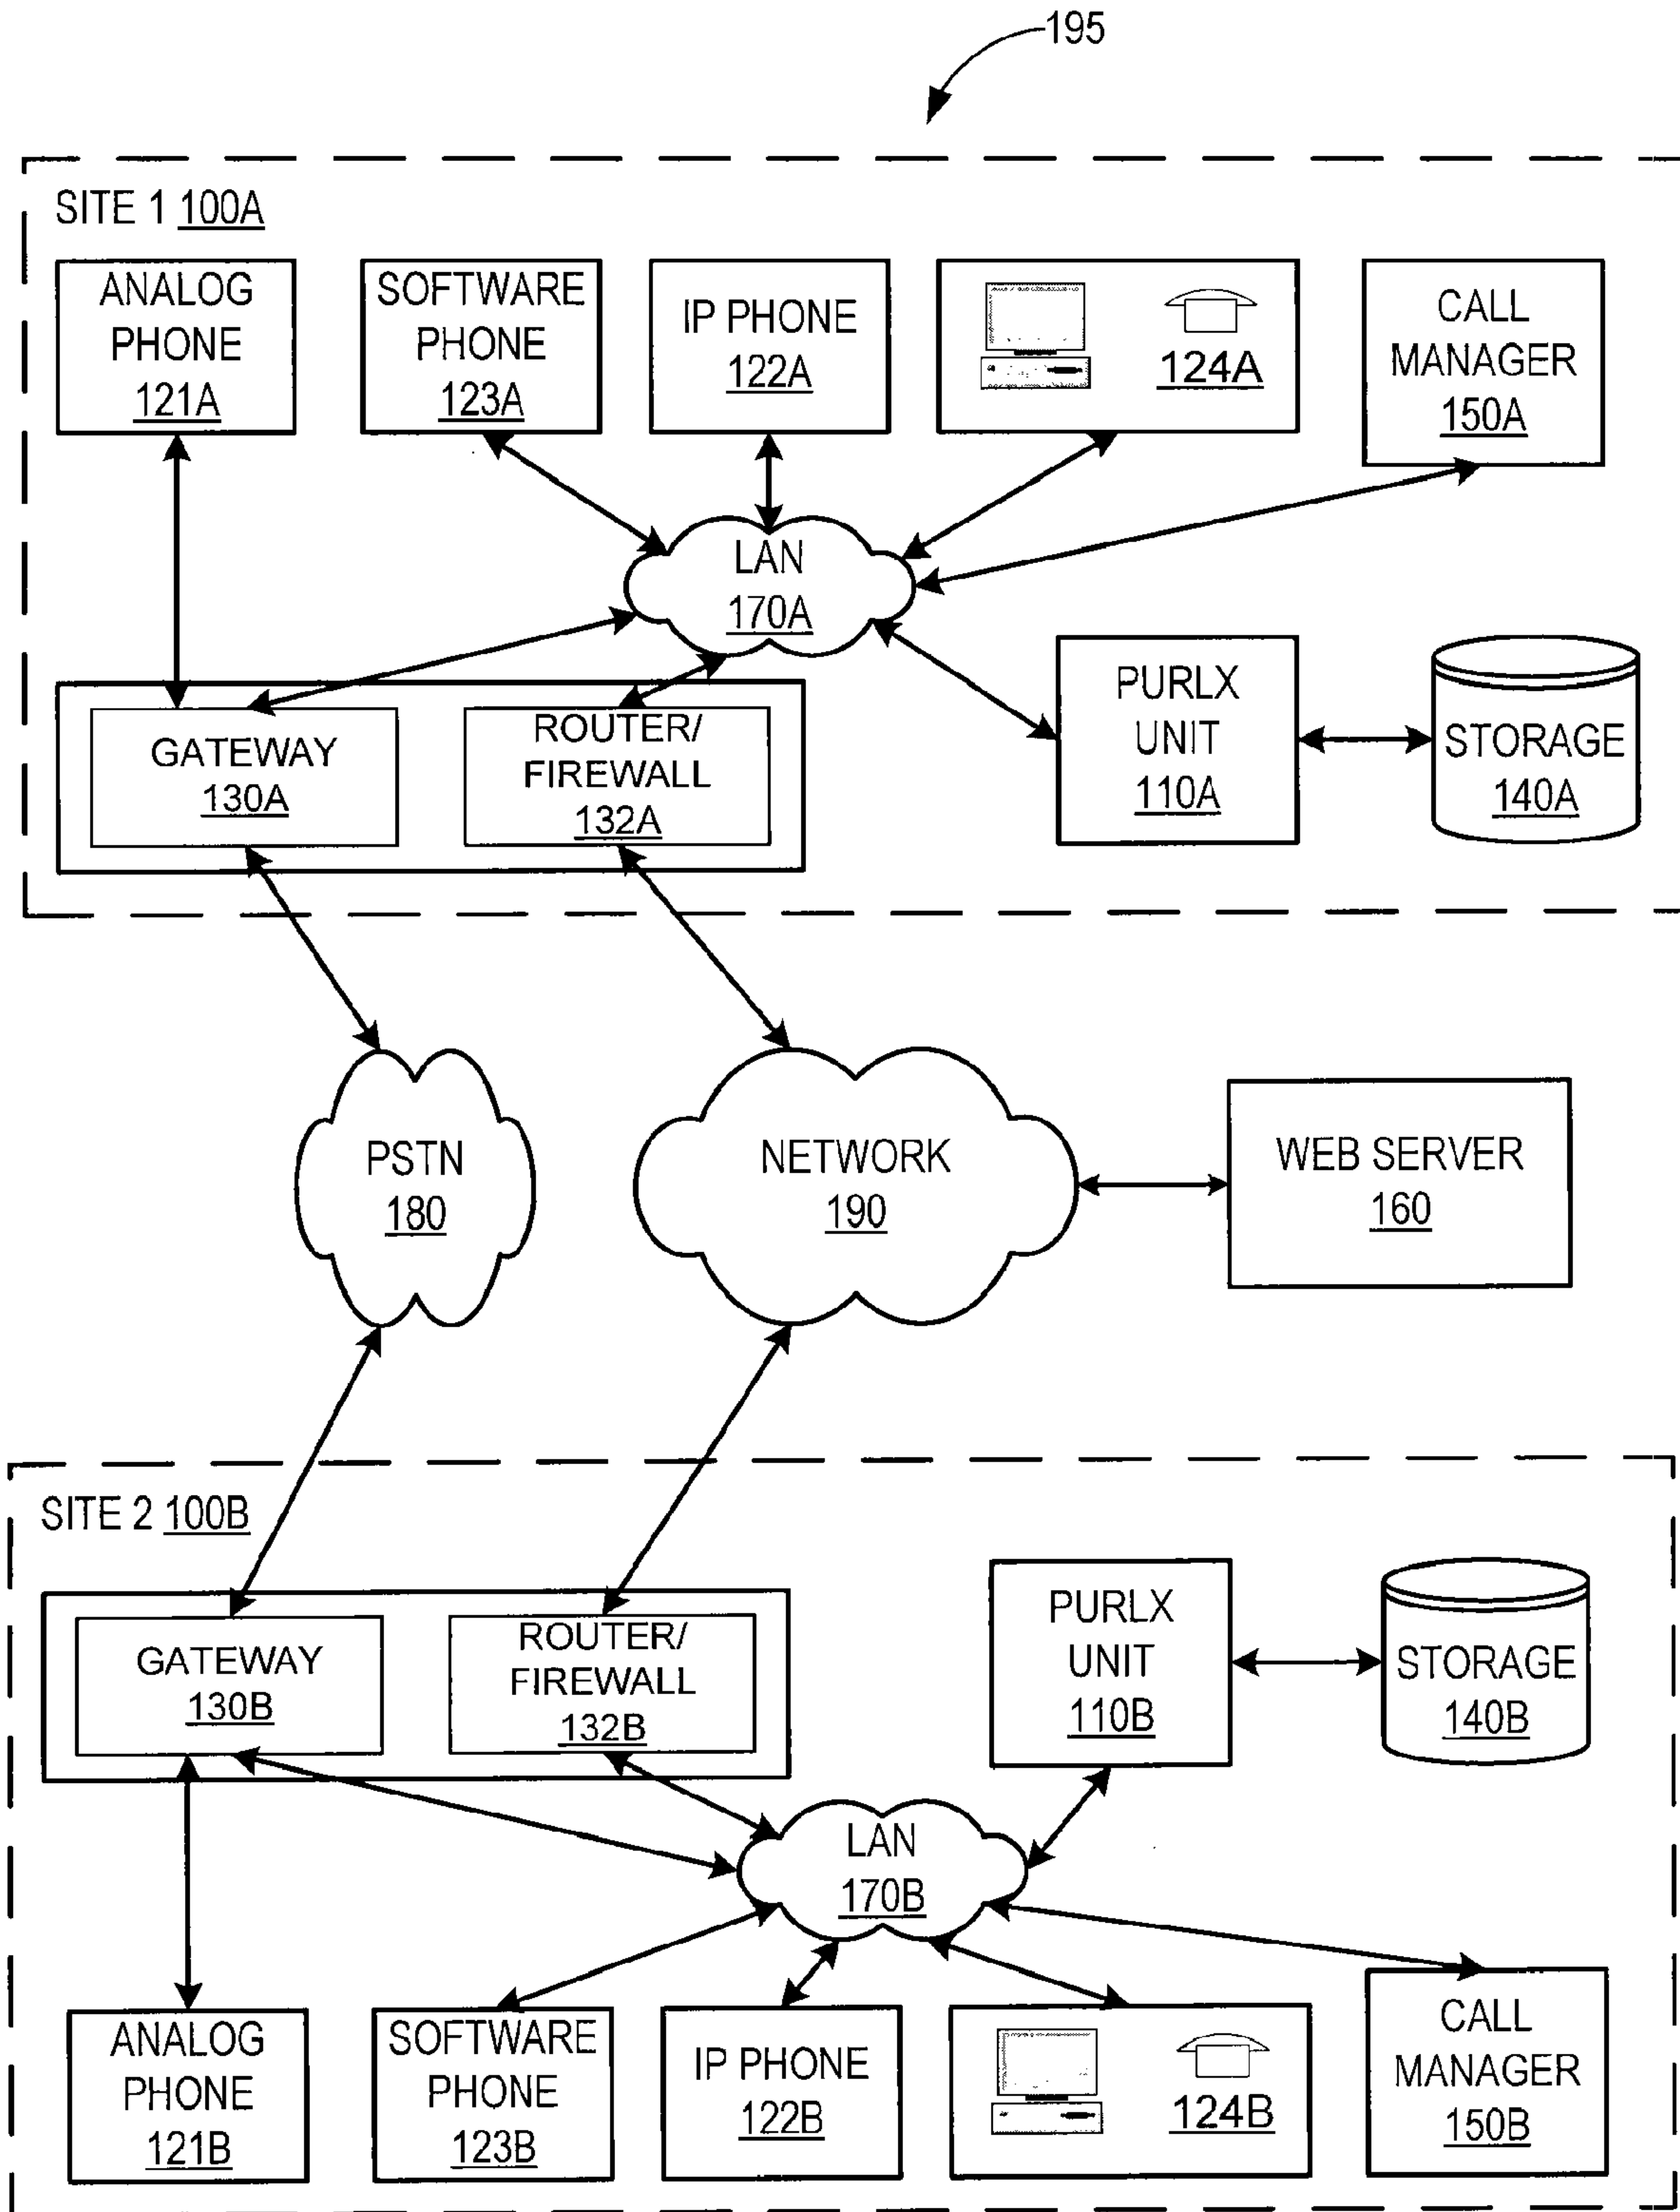 195
SITE 1 100A
ANALOG
PHONE
121A
SOFTWARE
PHONE
123A
IP PHONE
122A
124A
CALL
MANAGER
150A
LAN
170A
GATEWAY
130A
ROUTER/
FIREWALL
132A
PURLX
UNIT
110A
STORAGE
140A
PSTN
180
NETWORK
190
WEB SERVER
160
SITE 2 100B
GATEWAY
130B
ROUTER/
FIREWALL
132B
PURLX
UNIT
110B
STORAGE
140B
LAN
170B
ANALOG
PHONE
121B
SOFTWARE
PHONE
123B
IP PHONE
122B
124B
CALL
MANAGER
150B